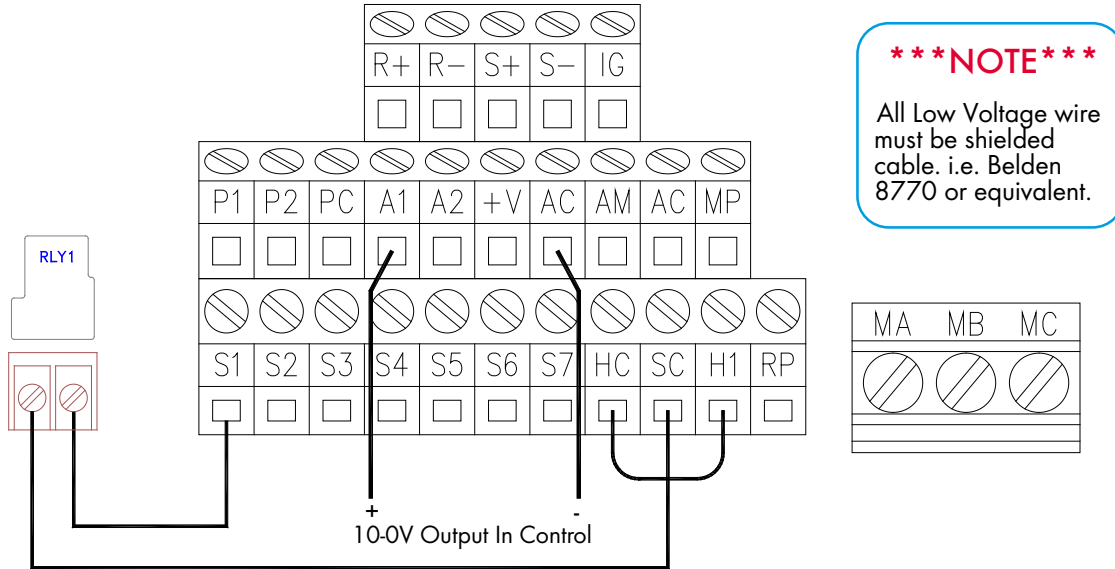 R+ R- S+ S- IG
***NOTE***
All Low Voltage wire
must be shielded
cable. i.e. Belden
8770 or equivalent.
P1 P2 PC A1 A2 +V AC AM AC MP
RLY1
MA MB MC
S1 S2 S3 S4 S5 S6 S7 HC SC H1 RP
+ -
10-0V Output In Control